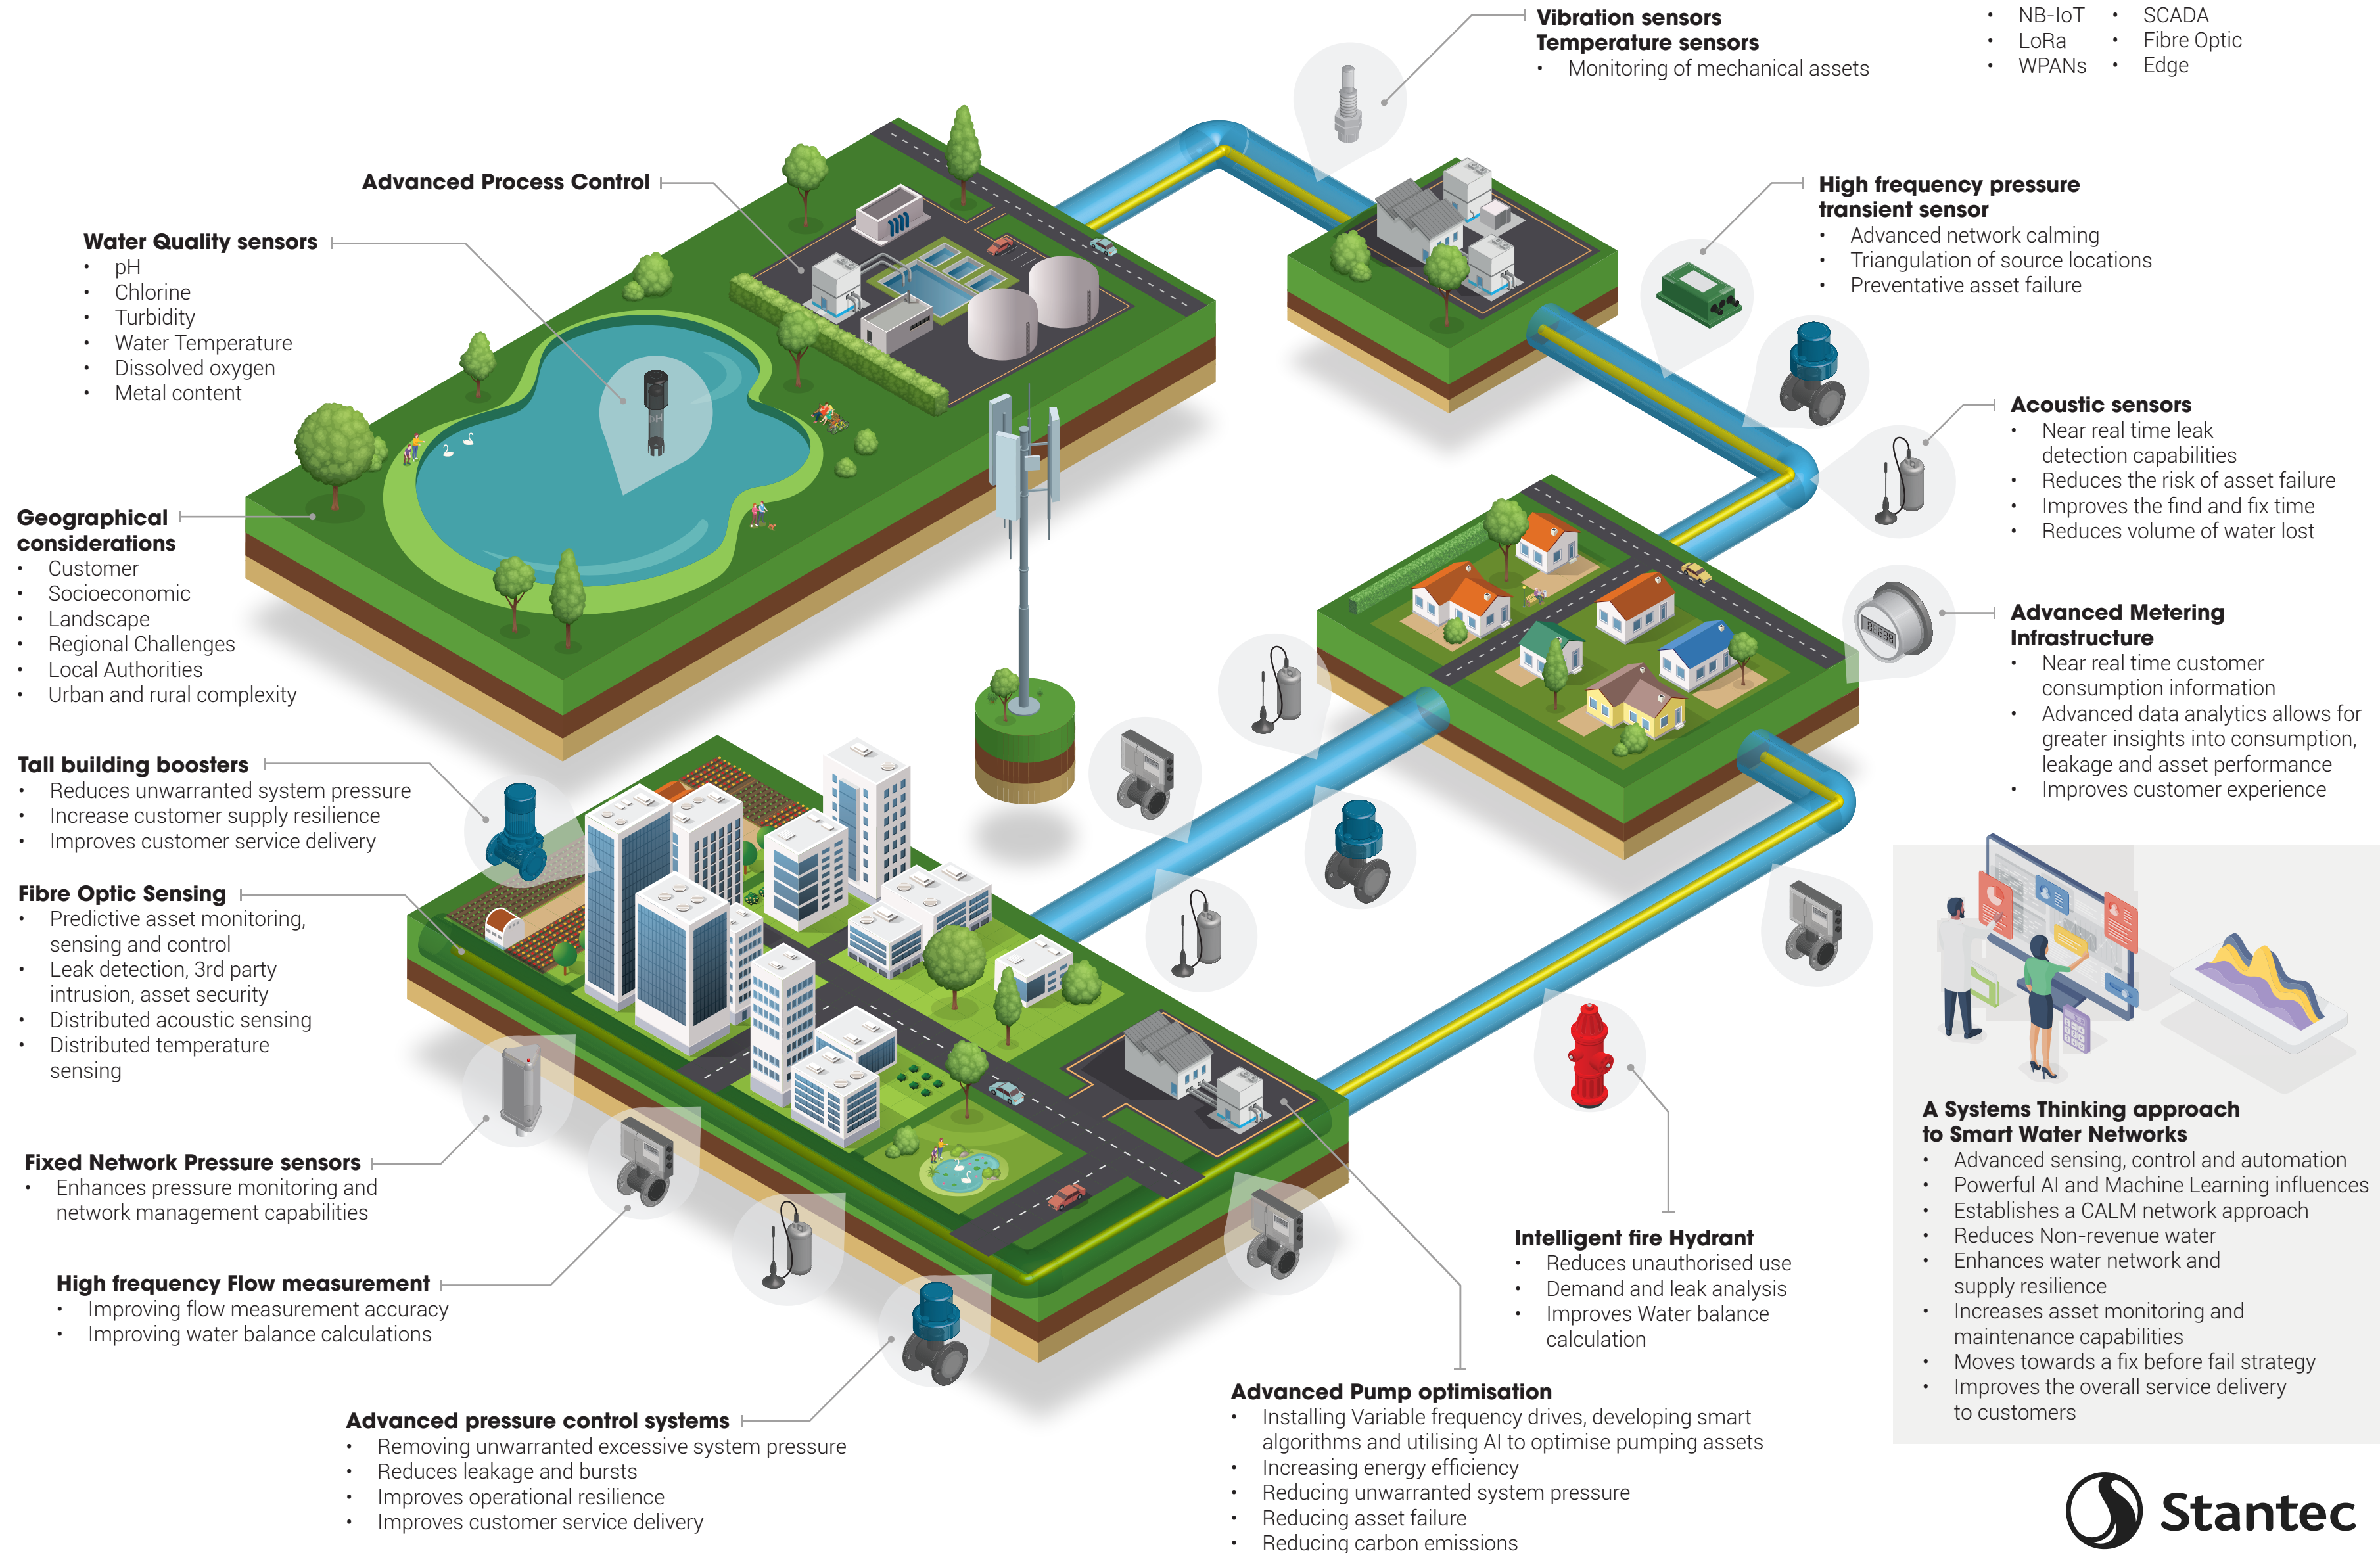 Vibration sensors
Temperature sensors
• Monitoring of mechanical assets
• NB-IoT • SCADA
• LoRa • Fibre Optic
• WPANs • Edge
Advanced Process Control
High frequency pressure
transient sensor
• Advanced network calming
• Triangulation of source locations
• Preventative asset failure
Water Quality sensors
• pH
• Chlorine
• Turbidity
• Water Temperature
• Dissolved oxygen
• Metal content
Acoustic sensors
• Near real time leak
detection capabilities
• Reduces the risk of asset failure
• Improves the find and fix time
• Reduces volume of water lost
Geographical
considerations
• Customer
• Socioeconomic
• Landscape
• Regional Challenges
• Local Authorities
• Urban and rural complexity
Advanced Metering
Infrastructure
• Near real time customer
consumption information
• Advanced data analytics allows for
greater insights into consumption,
leakage and asset performance
• Improves customer experience
Tall building boosters
• Reduces unwarranted system pressure
• Increase customer supply resilience
• Improves customer service delivery
Fibre Optic Sensing
• Predictive asset monitoring,
sensing and control
• Leak detection, 3rd party
intrusion, asset security
• Distributed acoustic sensing
• Distributed temperature
sensing
A Systems Thinking approach
to Smart Water Networks
• Advanced sensing, control and automation
• Powerful AI and Machine Learning influences
• Establishes a CALM network approach
• Reduces Non-revenue water
• Enhances water network and
supply resilience
• Increases asset monitoring and
maintenance capabilities
• Moves towards a fix before fail strategy
• Improves the overall service delivery
to customers
Fixed Network Pressure sensors
• Enhances pressure monitoring and
network management capabilities
Intelligent fire Hydrant
• Reduces unauthorised use
• Demand and leak analysis
• Improves Water balance
calculation
High frequency Flow measurement
• Improving flow measurement accuracy
• Improving water balance calculations
Advanced Pump optimisation
• Installing Variable frequency drives, developing smart
algorithms and utilising AI to optimise pumping assets
• Increasing energy efficiency
• Reducing unwarranted system pressure
• Reducing asset failure
• Reducing carbon emissions
Advanced pressure control systems
• Removing unwarranted excessive system pressure
• Reduces leakage and bursts
• Improves operational resilience
• Improves customer service delivery
Stantec